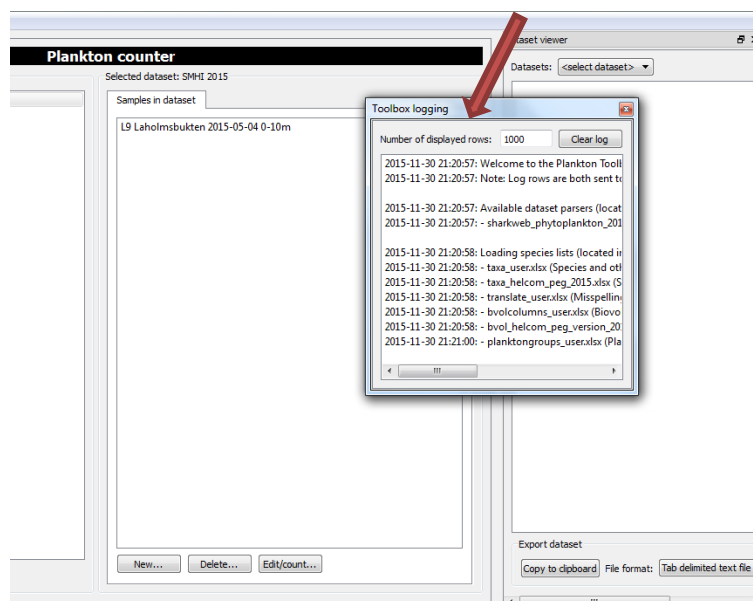 Plankton counter
Selected dataset: SMHI 2015
Samples in dataset
L9 Laholmsbukten 2015-05-04 0-10m
New...
Delete...
Edit/count...
Toolbox logging
Number of displayed rows: 1000 Clear log
2015-11-30 21:20:57: Welcome to the Plankton Tool
2015-11-30 21:20:57: Note: Log rows are both sent to
2015-11-30 21:20:57: Available dataset parsers (locat
2015-11-30 21:20:57: - sharkweb_phytoplankton_201
2015-11-30 21:20:58: Loading species lists (located in
2015-11-30 21:20:58: - taxa_user.xlsx (Species and oth
2015-11-30 21:20:58: - taxa_helcom_peg_2015.xlsx (S
2015-11-30 21:20:58: - translate_user.xlsx (Misspelling
2015-11-30 21:20:58: - bvolcolumns_user.xlsx (Biovo
2015-11-30 21:20:58: - bvol_helcom_peg_version_20
2015-11-30 21:21:00: - planktongroups_user.xlsx (Pla
taset viewer
Datasets: <select dataset>
Export dataset
Copy to clipboard File format: Tab delimited text file